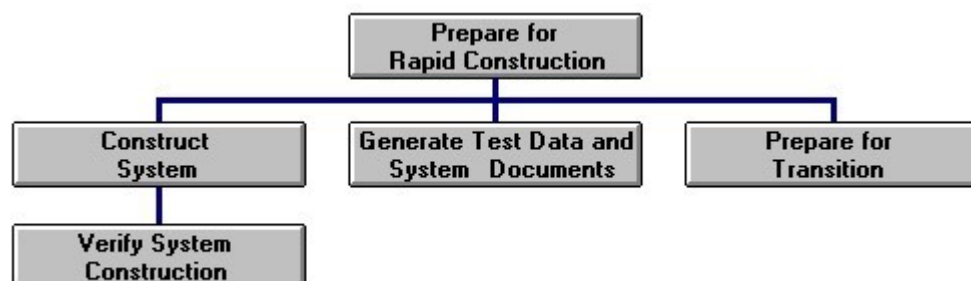 Prepare for
Rapid Construction
Construct
System
Generate Test Data and
System Documents
Prepare for
Transition
Verify System
Construction